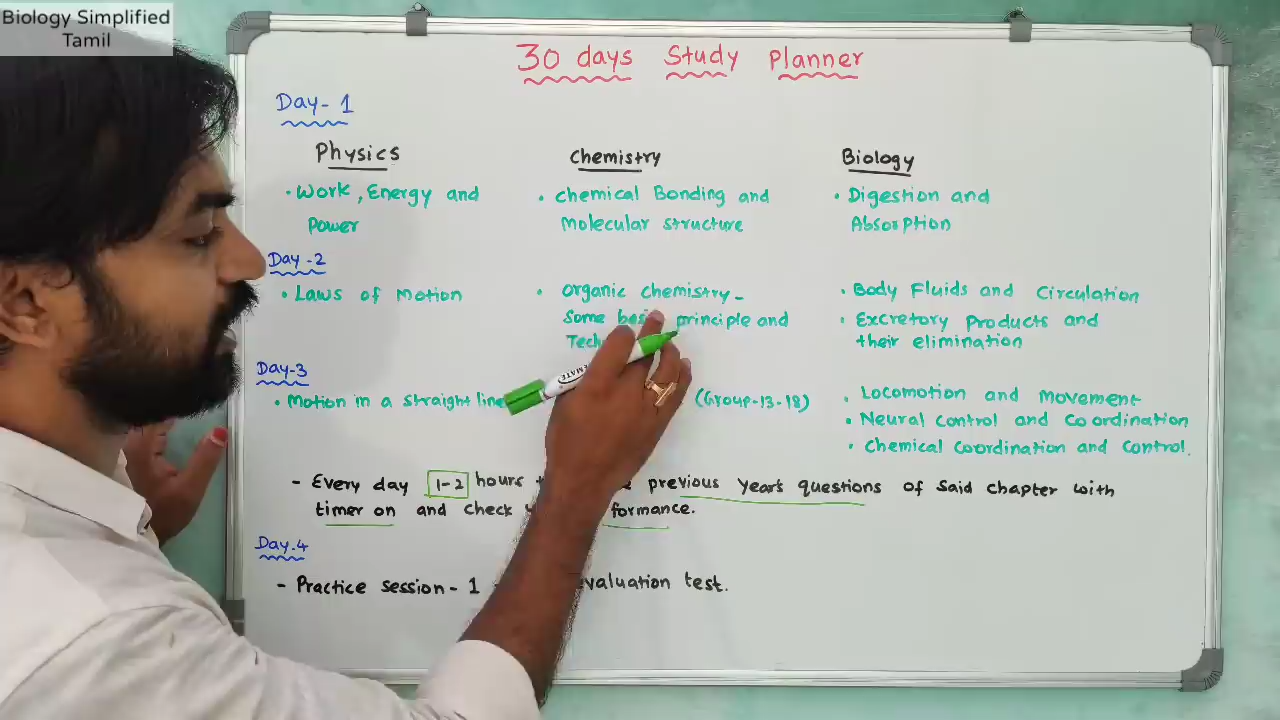 Biology Simplified
Tamil
30 days Study Planner
Day- 1
Physics
• Work, Energy and
Power
Chemistry
• Chemical Bonding and
Molecular structure
Biology
• Digestion and
Absorption
Day-2
• Laws of Motion
• Organic chemistry-
Some basic principle and
• Body Fluids and Circulation
• Excretory Products and
their elimination
Day-3
• Motion in a straight line
(Group-13-18)
• Locomotion and Movement
• Neural control and Coordination
• Chemical Coordination and Control.
- Every day 1-2 hours previous years questions of said chapter with
timer on and check
Day-4
- Practice session- 1 evaluation test.